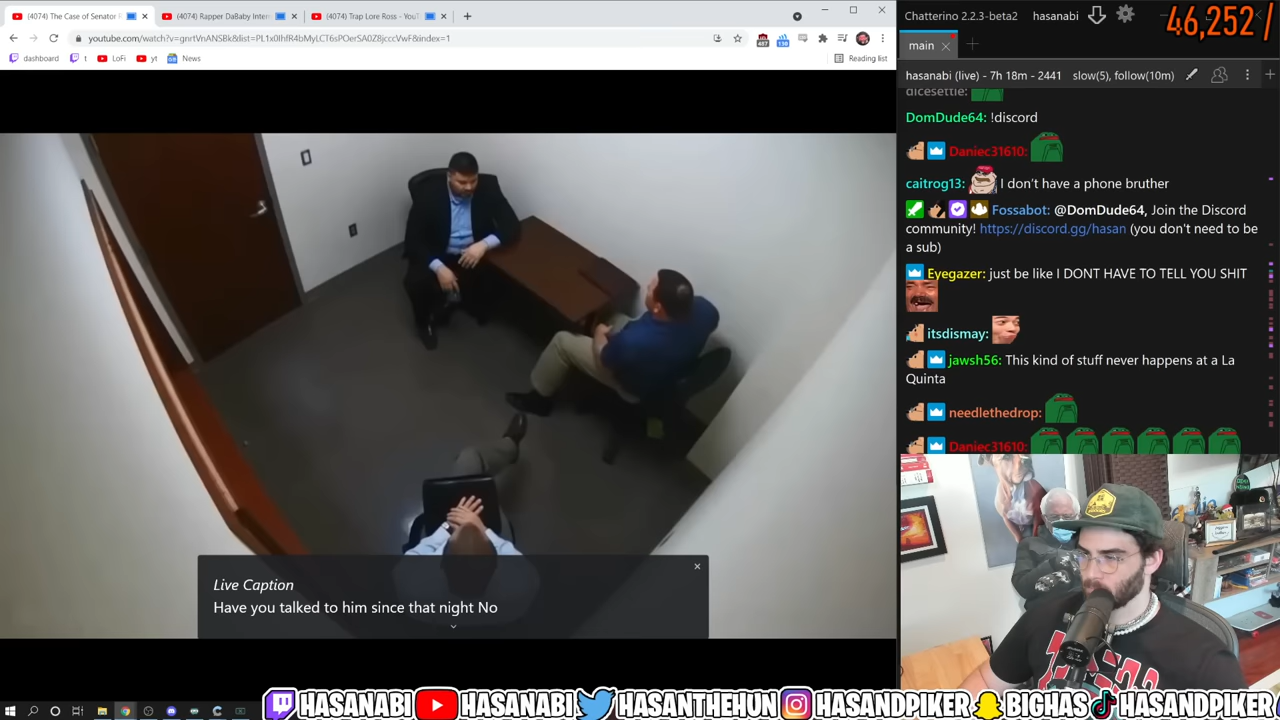 (4074) The Case of Senator
(4074) Rapper DaBaby Inter
(4074) Trap Lore Ross - YouT
youtube.com/watch?v=gnrtVnANSBk&list=PL1x0lhfR4bMyLCT6sPOerSA0Z8jcccVwF&index=1
dashboard
t
LoFi
yt
News
Reading list
Live Caption
Have you talked to him since that night No
Chatterino 2.2.3-beta2
hasanabi
46,252 /
main
hasanabi (live) - 7h 18m - 2441
slow(5), follow(10m)
dicesettle:
DomDude64: !discord
Daniec31610:
caitrog13: I don't have a phone bruther
Fossabot: @DomDude64, Join the Discord
community! https://discord.gg/hasan (you don't need to be
a sub)
Eyegazer: just be like I DONT HAVE TO TELL YOU SHIT
itsdismay:
jawsh56: This kind of stuff never happens at a La
Quinta
needlethedrop:
Daniec31610:
HASANABI HASANABI HASANTHEHUN HASANDPIKER BIGHAS HASANDPIKER